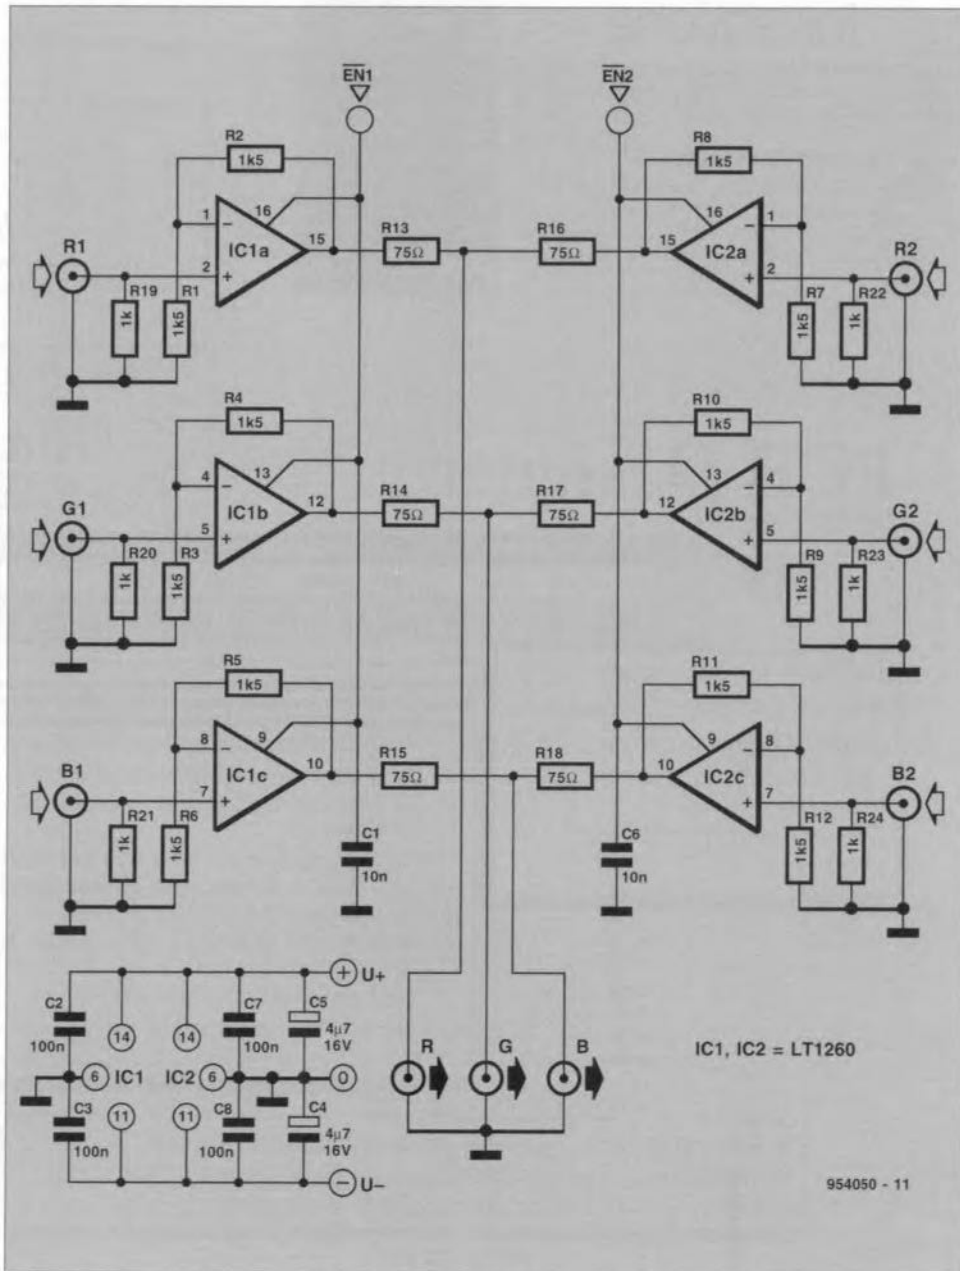 EN1 EN2
R2 R8
1k5 1k5
16 16
1 1
R13 R16
IC1a 15 75Ω 75Ω 15 IC2a
R1 2 2 R2
R19 R1 R7 R22
1k 1k5 1k5 1k
R4 R10
1k5 1k5
13 13
4 4
R14 R17
IC1b 12 75Ω 75Ω 12 IC2b
G1 5 5 G2
R20 R3 R9 R23
1k 1k5 1k5 1k
R5 R11
1k5 1k5
9 9
8 8
R15 R18
IC1c 10 75Ω 75Ω 10 IC2c
B1 7 7 B2
R21 R6 R12 R24
1k 1k5 1k5 1k
C1 C6
10n 10n
+ U+
C2 C7 C5
100n 14 14 100n 4µ7 16V
6 IC1 IC2 6 0
C3 11 11 C8 C4
100n 100n 4µ7 16V
− U−
R G B
IC1, IC2 = LT1260
954050 - 11